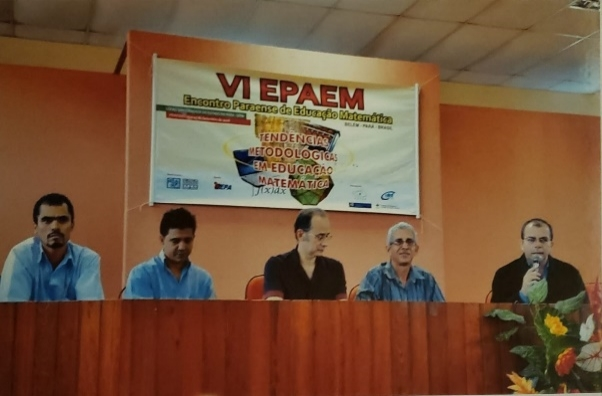 VI EPAEM
Encontro Paraense de Educação Matemática
BELÉM - PARÁ - BRASIL
TENDÊNCIAS
METODOLÓGICAS
EM EDUCAÇÃO
MATEMÁTICA